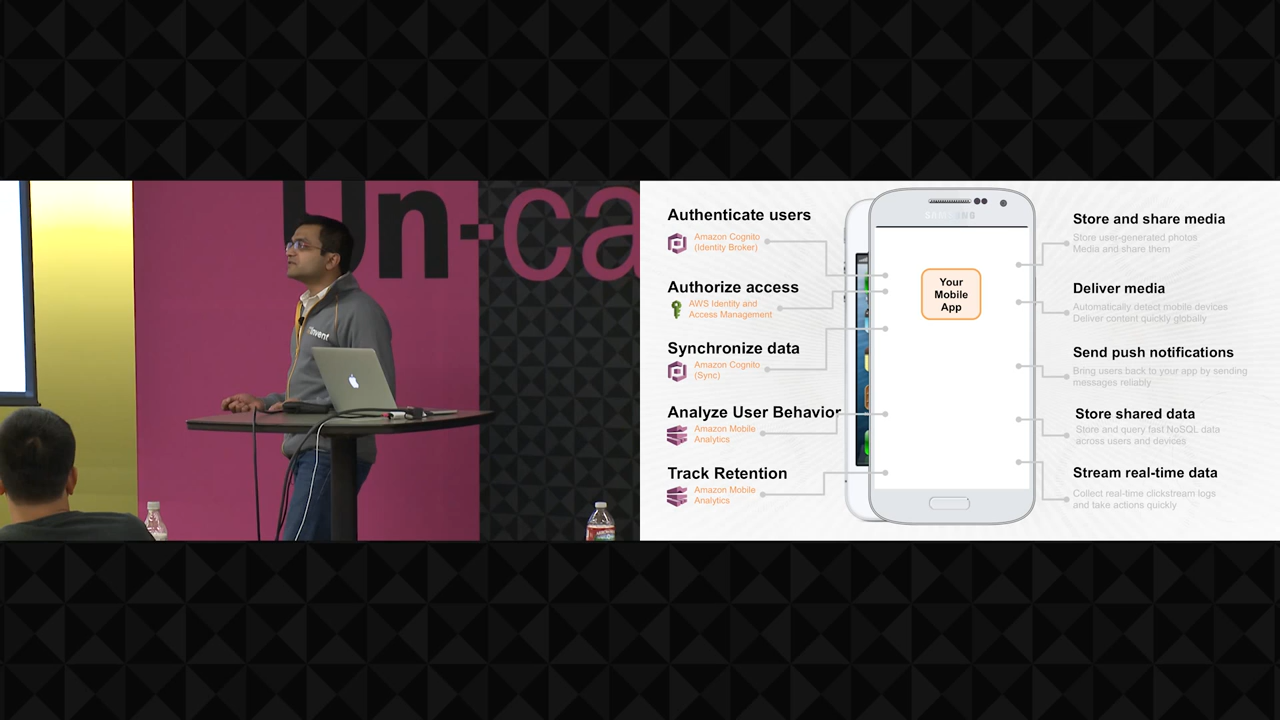 Un-ca
re:Invent
Authenticate users
Amazon Cognito
(Identity Broker)
Authorize access
AWS Identity and
Access Management
Synchronize data
Amazon Cognito
(Sync)
Analyze User Behavior
Amazon Mobile
Analytics
Track Retention
Amazon Mobile
Analytics
SAMSUNG
Your
Mobile
App
Store and share media
Store user-generated photos
Media and share them
Deliver media
Automatically detect mobile devices
Deliver content quickly globally
Send push notifications
Bring users back to your app by sending
messages reliably
Store shared data
Store and query fast NoSQL data
across users and devices
Stream real-time data
Collect real-time clickstream logs
and take actions quickly